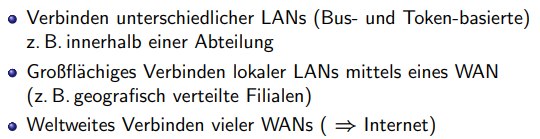 Verbinden unterschiedlicher LANs (Bus- und Token-basierte)
z. B. innerhalb einer Abteilung
Großflächiges Verbinden lokaler LANs mittels eines WAN
(z. B. geografisch verteilte Filialen)
Weltweites Verbinden vieler WANs ( ⇒ Internet)